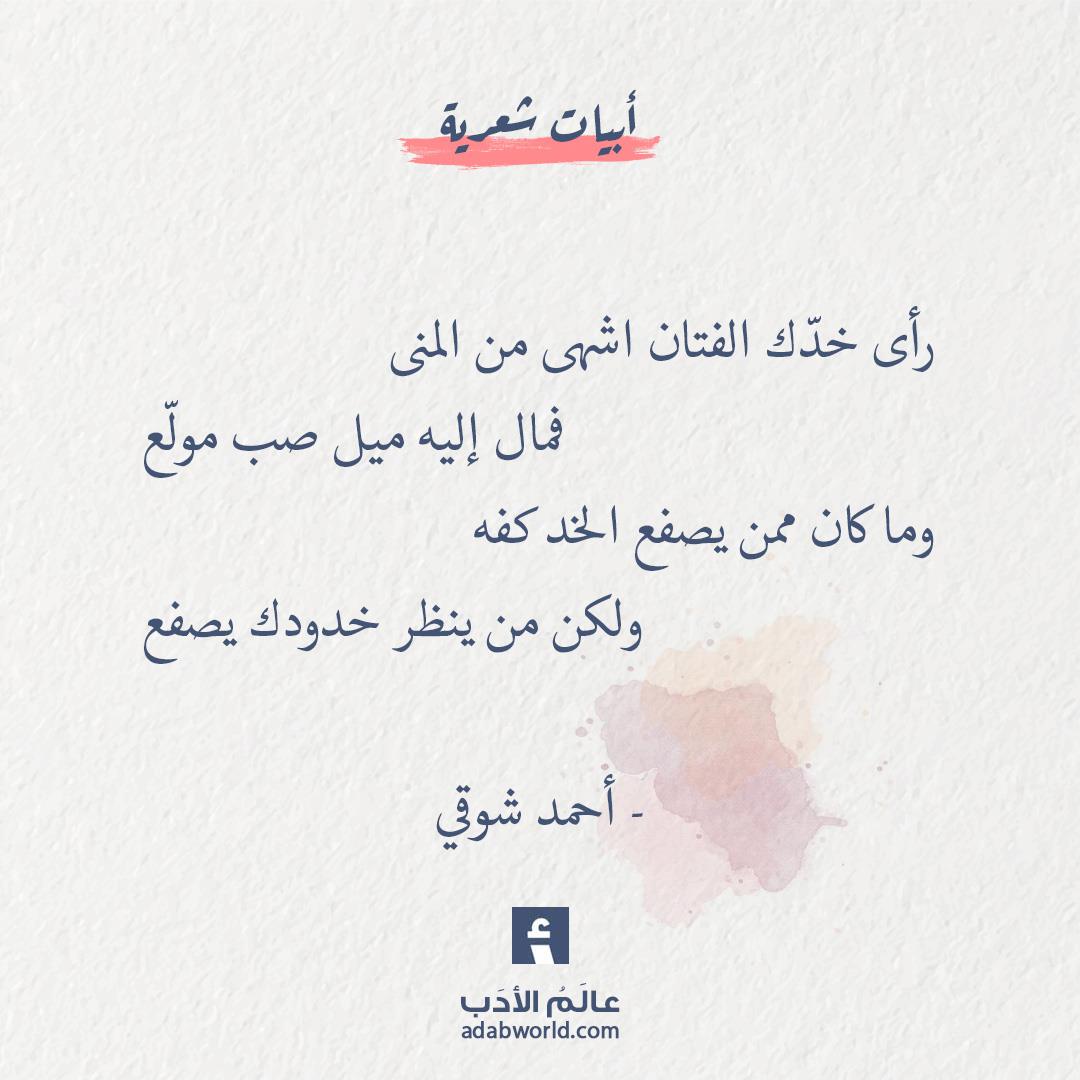 أبيات شعرية
رأى خدّك الفتان اشهى من المنى
فمال إليه ميل صب مولّع
وما كان ممن يصفع الخد كفه
ولكن من ينظر خدودك يصفع
- أحمد شوقي
أ
عالَمُ الأدَب
adabworld.com